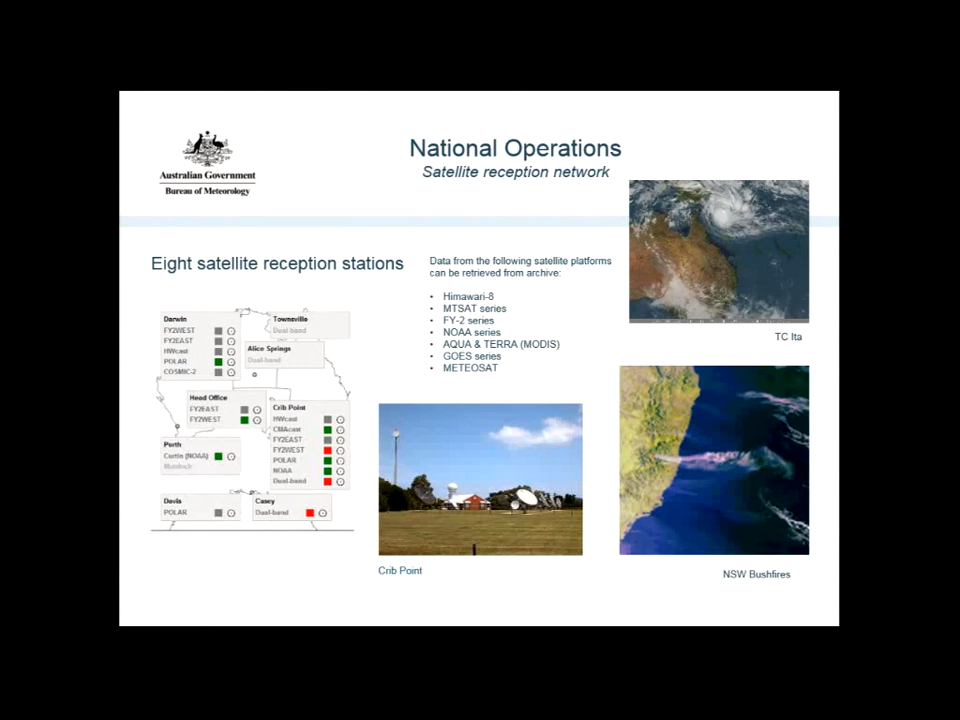 Australian Government
Bureau of Meteorology
National Operations
Satellite reception network
Eight satellite reception stations
Data from the following satellite platforms
can be retrieved from archive:
• Himawari-8
• MTSAT series
• FY-2 series
• NOAA series
• AQUA & TERRA (MODIS)
• GOES series
• METEOSAT
Darwin
FY2WEST
FY2EAST
HWcast
POLAR
COSMIC-2
Townsville
Dual-band
Alice Springs
Dual-band
Head Office
FY2EAST
FY2WEST
Crib Point
HWcast
CMAcast
FY2EAST
FY2WEST
POLAR
NOAA
Dual-band
Perth
Curtin (NOAA)
Murdoch
Davis
POLAR
Casey
Dual-band
TC Ita
Crib Point
NSW Bushfires